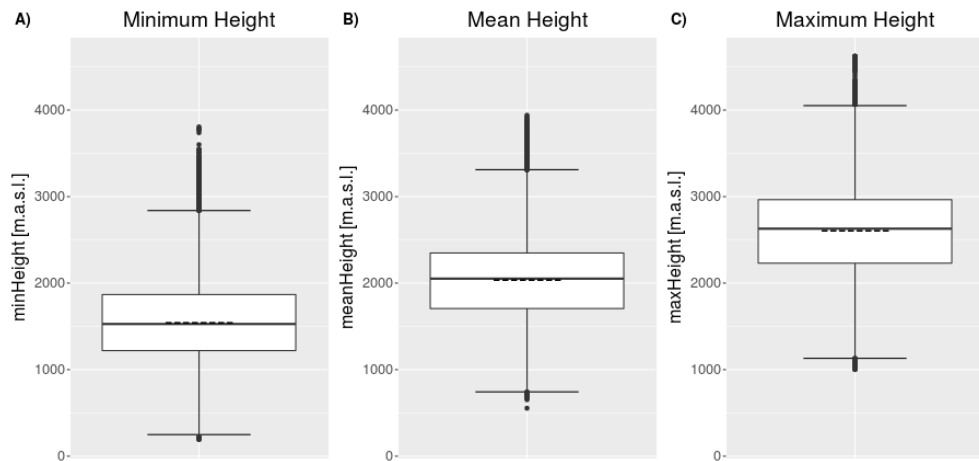 A) Minimum Height
minHeight [m.a.s.l.]
4000
3000
2000
1000
0
B) Mean Height
meanHeight [m.a.s.l.]
4000
3000
2000
1000
0
C) Maximum Height
maxHeight [m.a.s.l.]
4000
3000
2000
1000
0